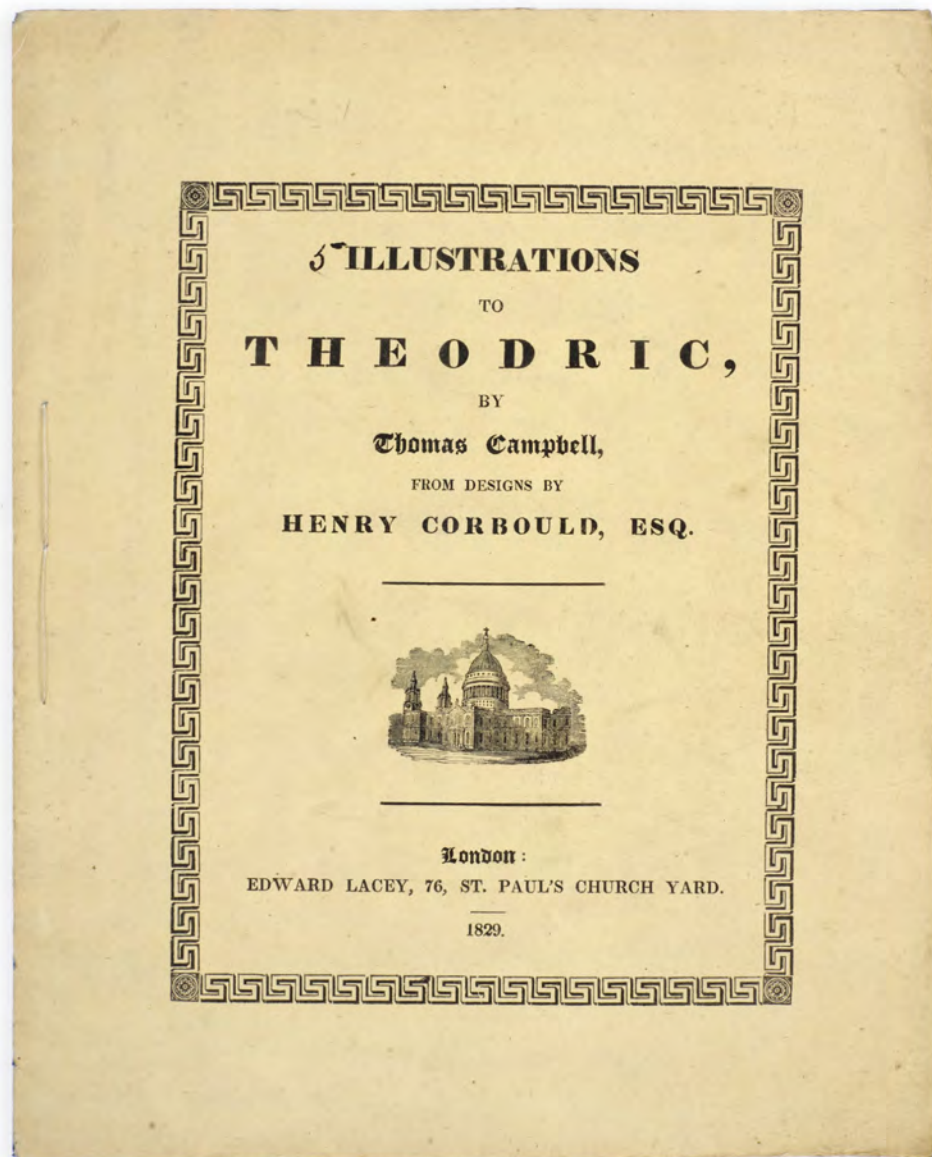 5 ILLUSTRATIONS
TO
THEODRIC,
BY
Thomas Campbell,
FROM DESIGNS BY
HENRY CORBOULD, ESQ.
London:
EDWARD LACEY, 76, ST. PAUL'S CHURCH YARD.
1829.